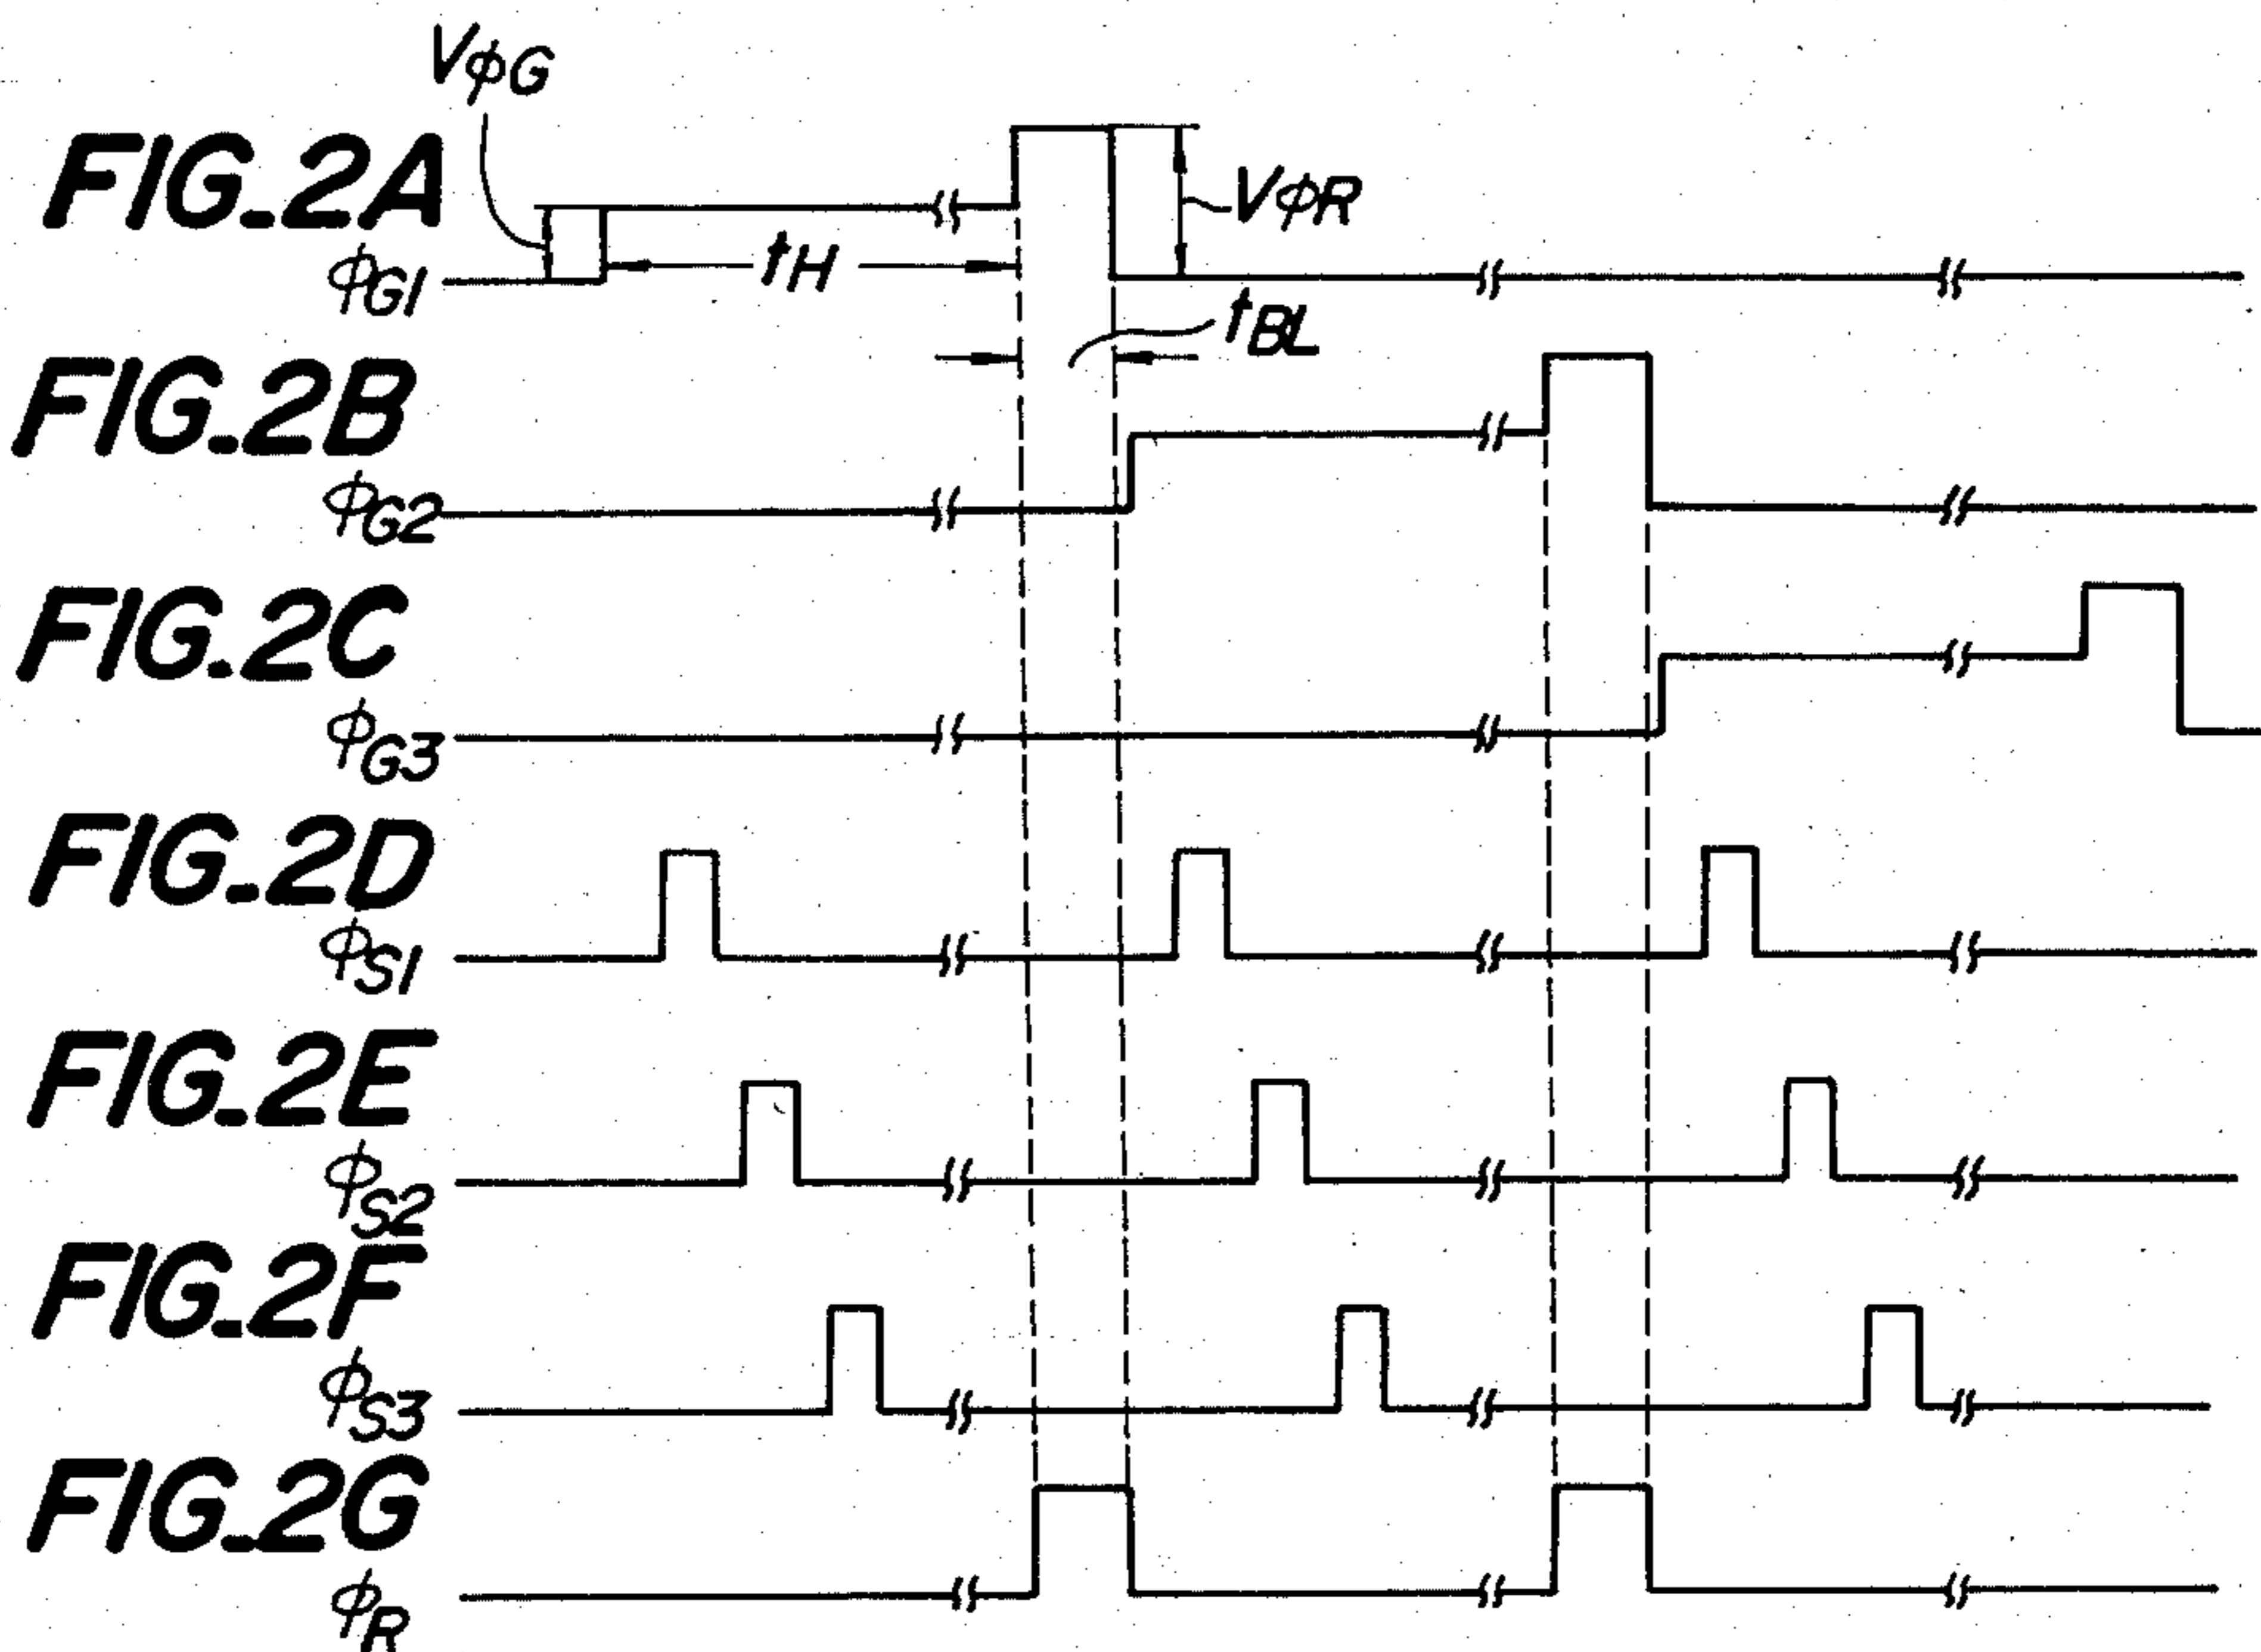 VφG
FIG.2A
VφR
tH
φG1
tBL
FIG.2B
φG2
FIG.2C
φG3
FIG.2D
φS1
FIG.2E
φS2
FIG.2F
φS3
FIG.2G
φR